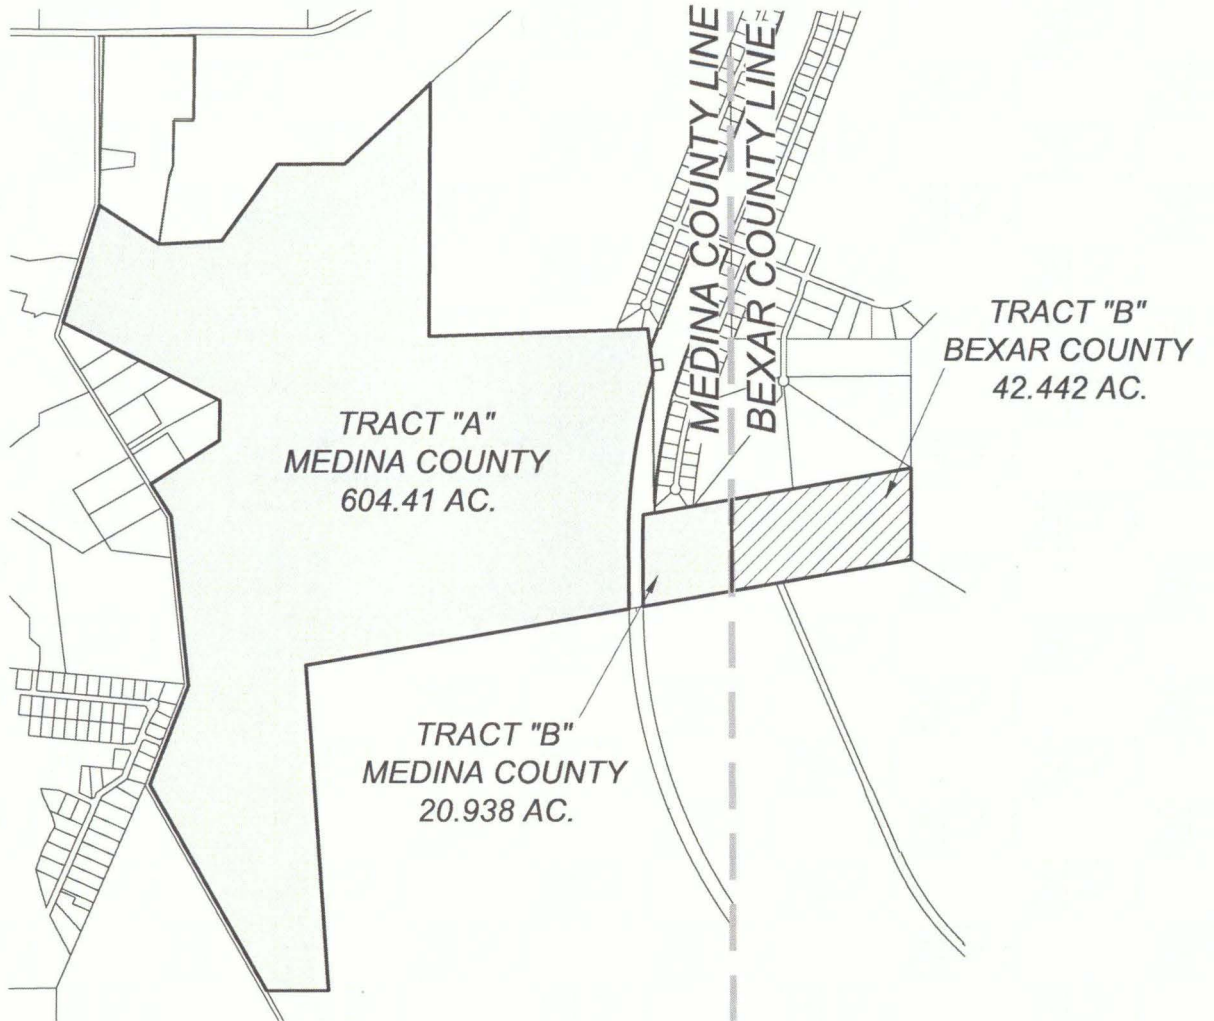 MEDINA COUNTY LINE
BEXAR COUNTY LINE
TRACT "B"
BEXAR COUNTY
42.442 AC.
TRACT "A"
MEDINA COUNTY
604.41 AC.
TRACT "B"
MEDINA COUNTY
20.938 AC.